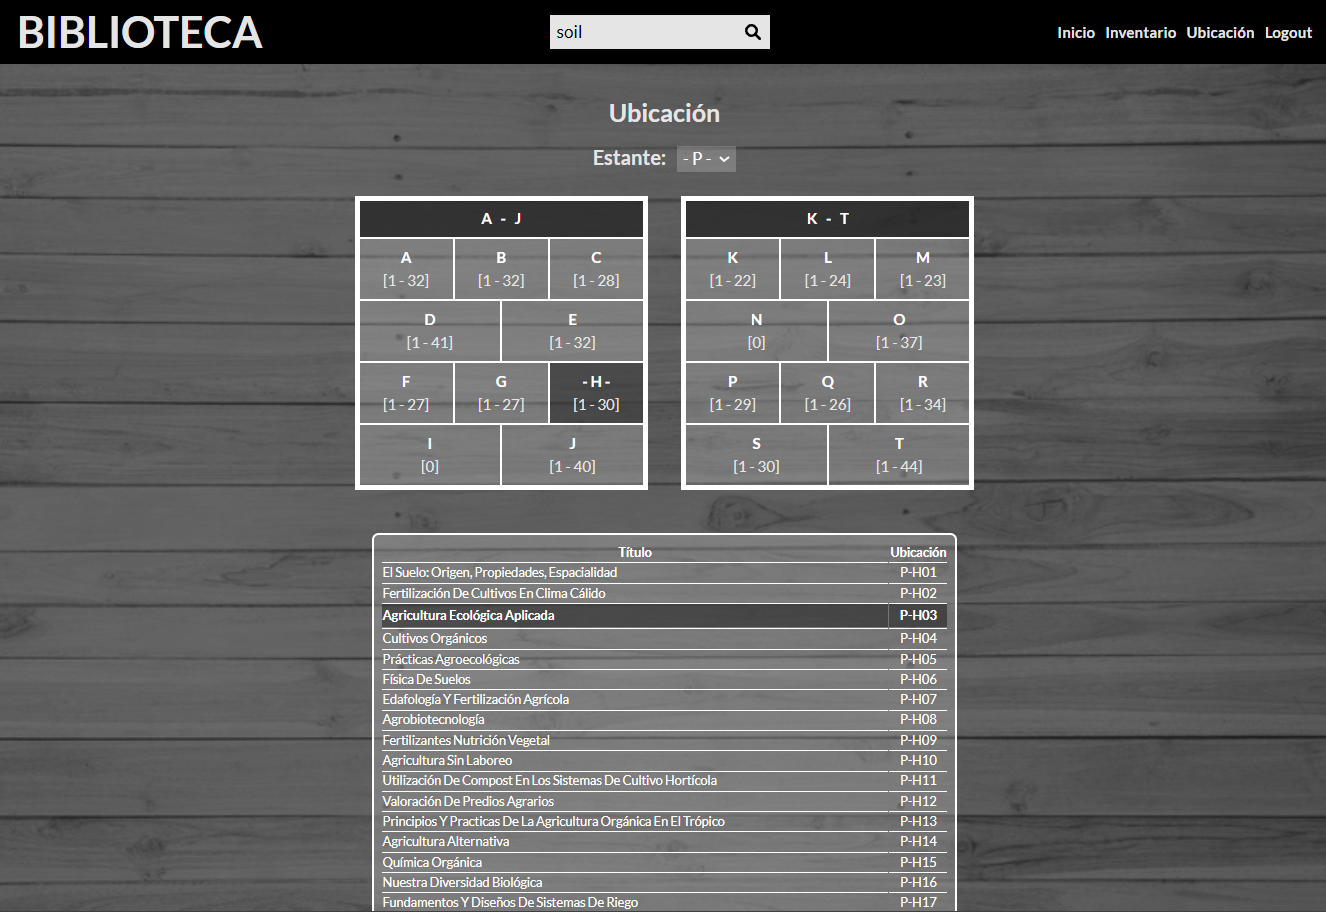 BIBLIOTECA
soil
Inicio Inventario Ubicación Logout
Ubicación
Estante: - P -
A - J
A B C
[1 - 32] [1 - 32] [1 - 28]
D E
[1 - 41] [1 - 32]
F G - H -
[1 - 27] [1 - 27] [1 - 30]
I J
[0] [1 - 40]
K - T
K L M
[1 - 22] [1 - 24] [1 - 23]
N O
[0] [1 - 37]
P Q R
[1 - 29] [1 - 26] [1 - 34]
S T
[1 - 30] [1 - 44]
Título Ubicación
El Suelo: Origen, Propiedades, Espacialidad P-H01
Fertilización De Cultivos En Clima Cálido P-H02
Agricultura Ecológica Aplicada P-H03
Cultivos Orgánicos P-H04
Prácticas Agroecológicas P-H05
Física De Suelos P-H06
Edafología Y Fertilización Agrícola P-H07
Agrobiotecnología P-H08
Fertilizantes Nutrición Vegetal P-H09
Agricultura Sin Laboreo P-H10
Utilización De Compost En Los Sistemas De Cultivo Hortícola P-H11
Valoración De Predios Agrarios P-H12
Principios Y Practicas De La Agricultura Orgánica En El Trópico P-H13
Agricultura Alternativa P-H14
Química Orgánica P-H15
Nuestra Diversidad Biológica P-H16
Fundamentos Y Diseños De Sistemas De Riego P-H17